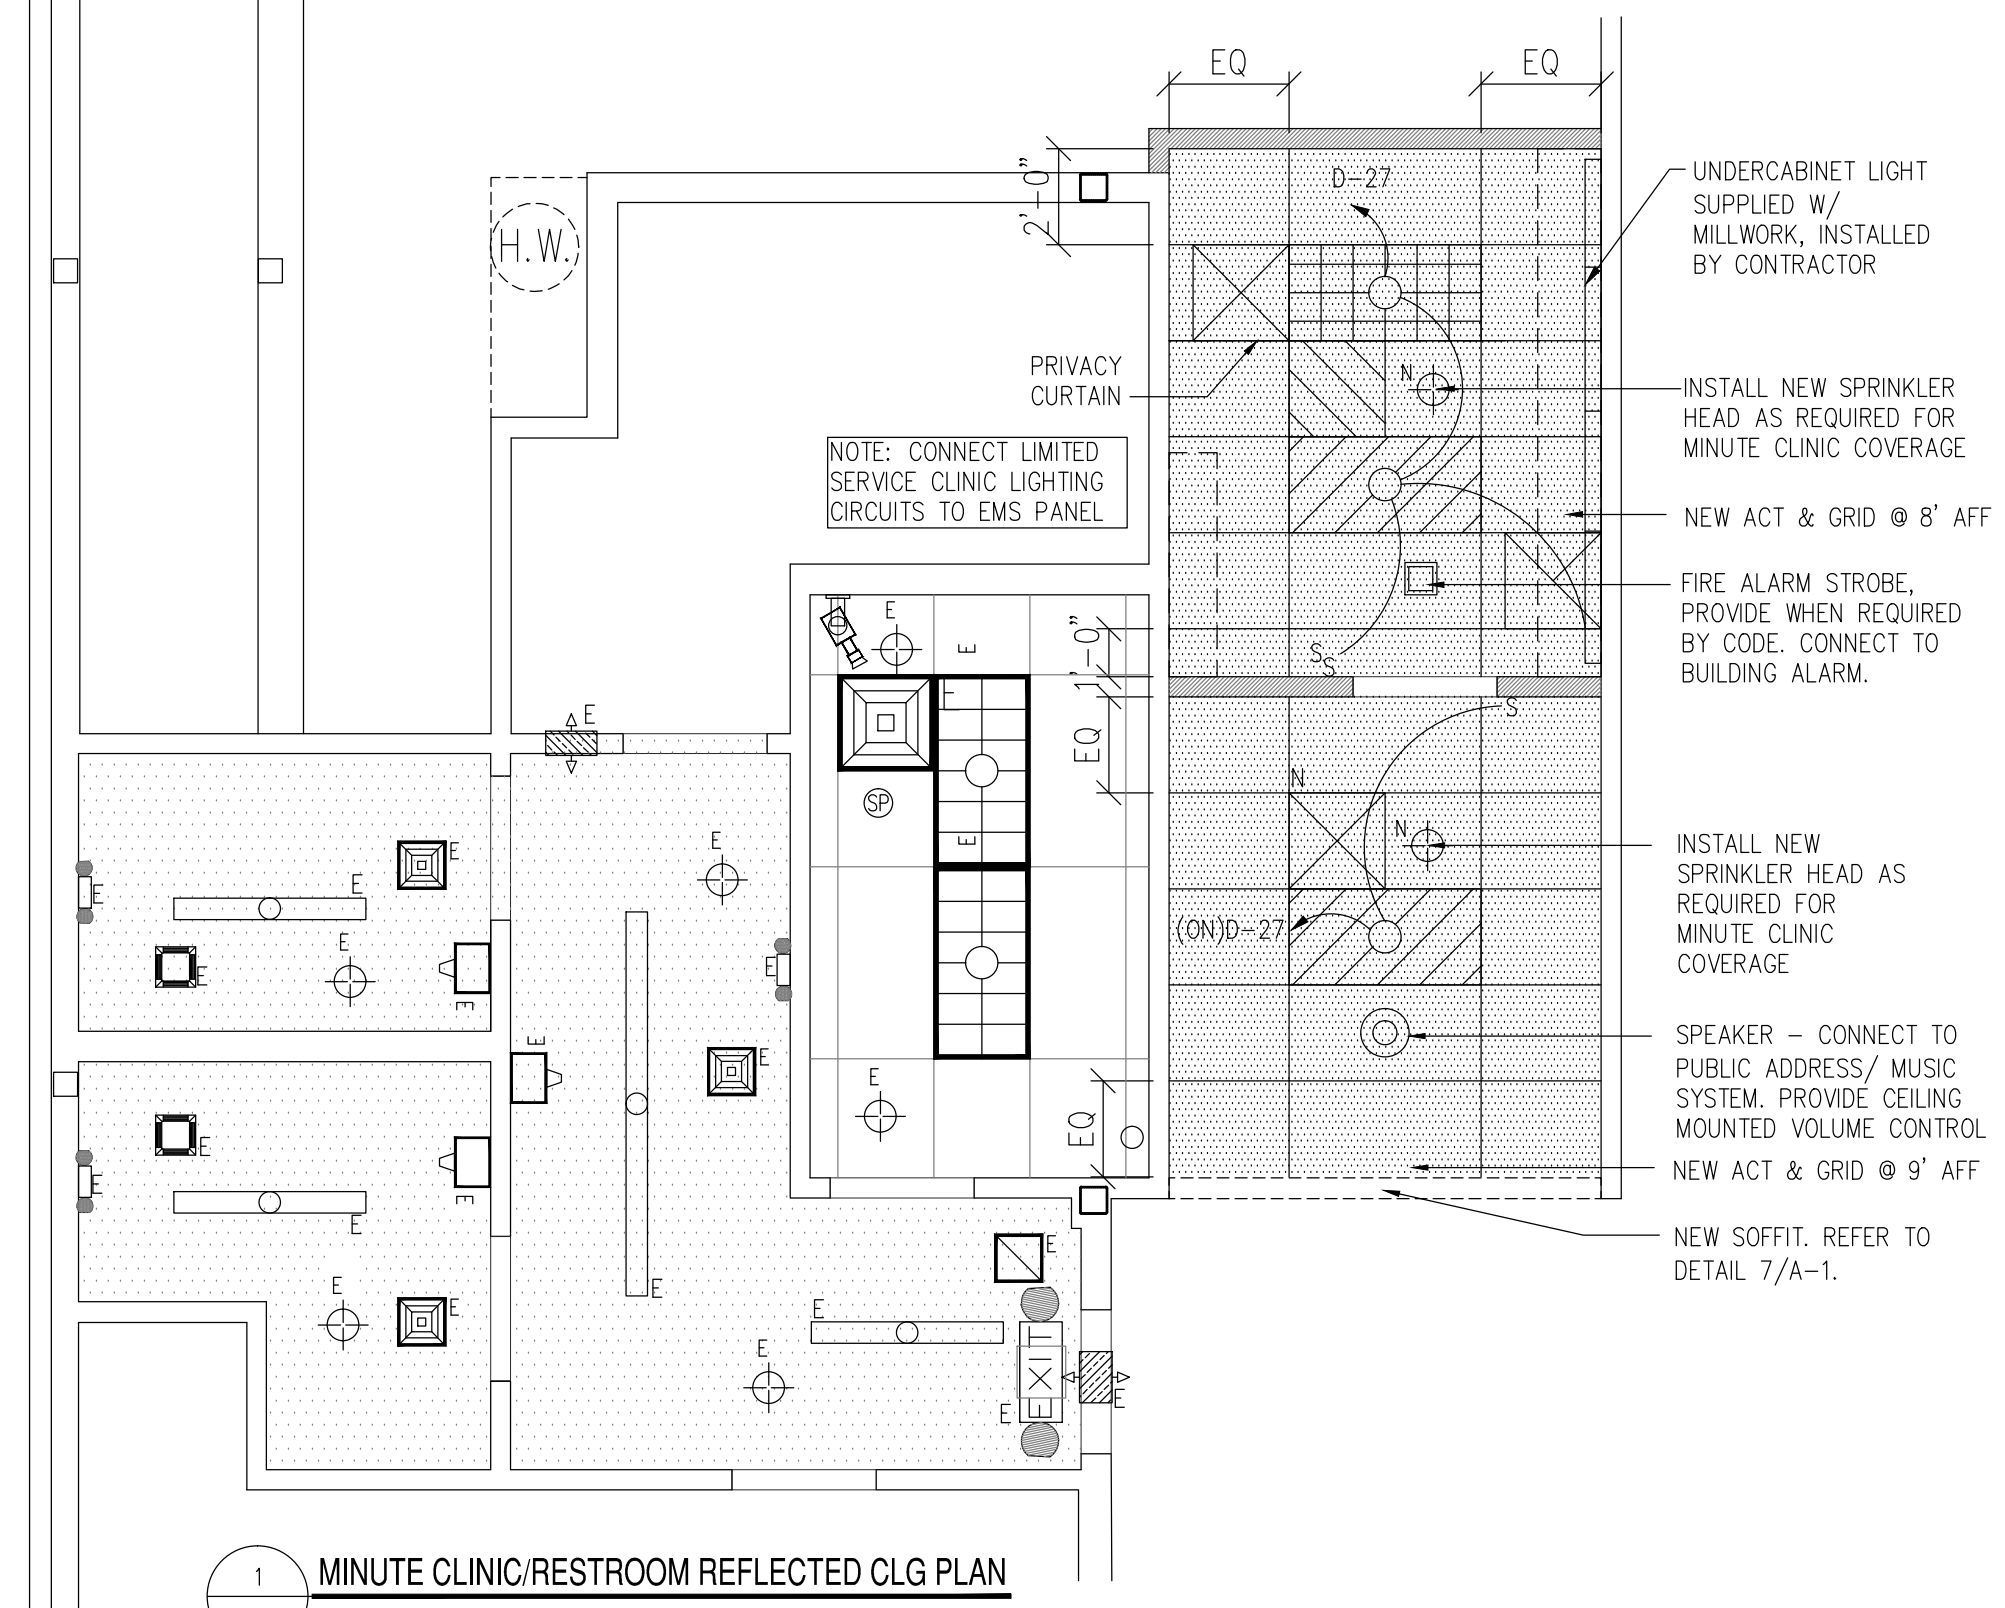 EQ
EQ
2'-0"
D-27
UNDERCABINET LIGHT
SUPPLIED W/
MILLWORK, INSTALLED
BY CONTRACTOR
H.W.
PRIVACY
CURTAIN
N
INSTALL NEW SPRINKLER
HEAD AS REQUIRED FOR
MINUTE CLINIC COVERAGE
NOTE: CONNECT LIMITED
SERVICE CLINIC LIGHTING
CIRCUITS TO EMS PANEL
NEW ACT & GRID @ 8' AFF
FIRE ALARM STROBE,
PROVIDE WHEN REQUIRED
BY CODE. CONNECT TO
BUILDING ALARM.
E
E
1'-0"
S
S
E
E
S
EQ
N
SP
E
E
N
INSTALL NEW
SPRINKLER HEAD AS
REQUIRED FOR
MINUTE CLINIC
COVERAGE
E
E
E
(ON)D-27
E
E
E
E
E
SPEAKER – CONNECT TO
PUBLIC ADDRESS/ MUSIC
SYSTEM. PROVIDE CEILING
MOUNTED VOLUME CONTROL
E
E
E
EQ
E
NEW ACT & GRID @ 9' AFF
E
E
E
NEW SOFFIT. REFER TO
DETAIL 7/A-1.
E
E
E
E
E
E
EXIT
E
E
1
MINUTE CLINIC/RESTROOM REFLECTED CLG PLAN